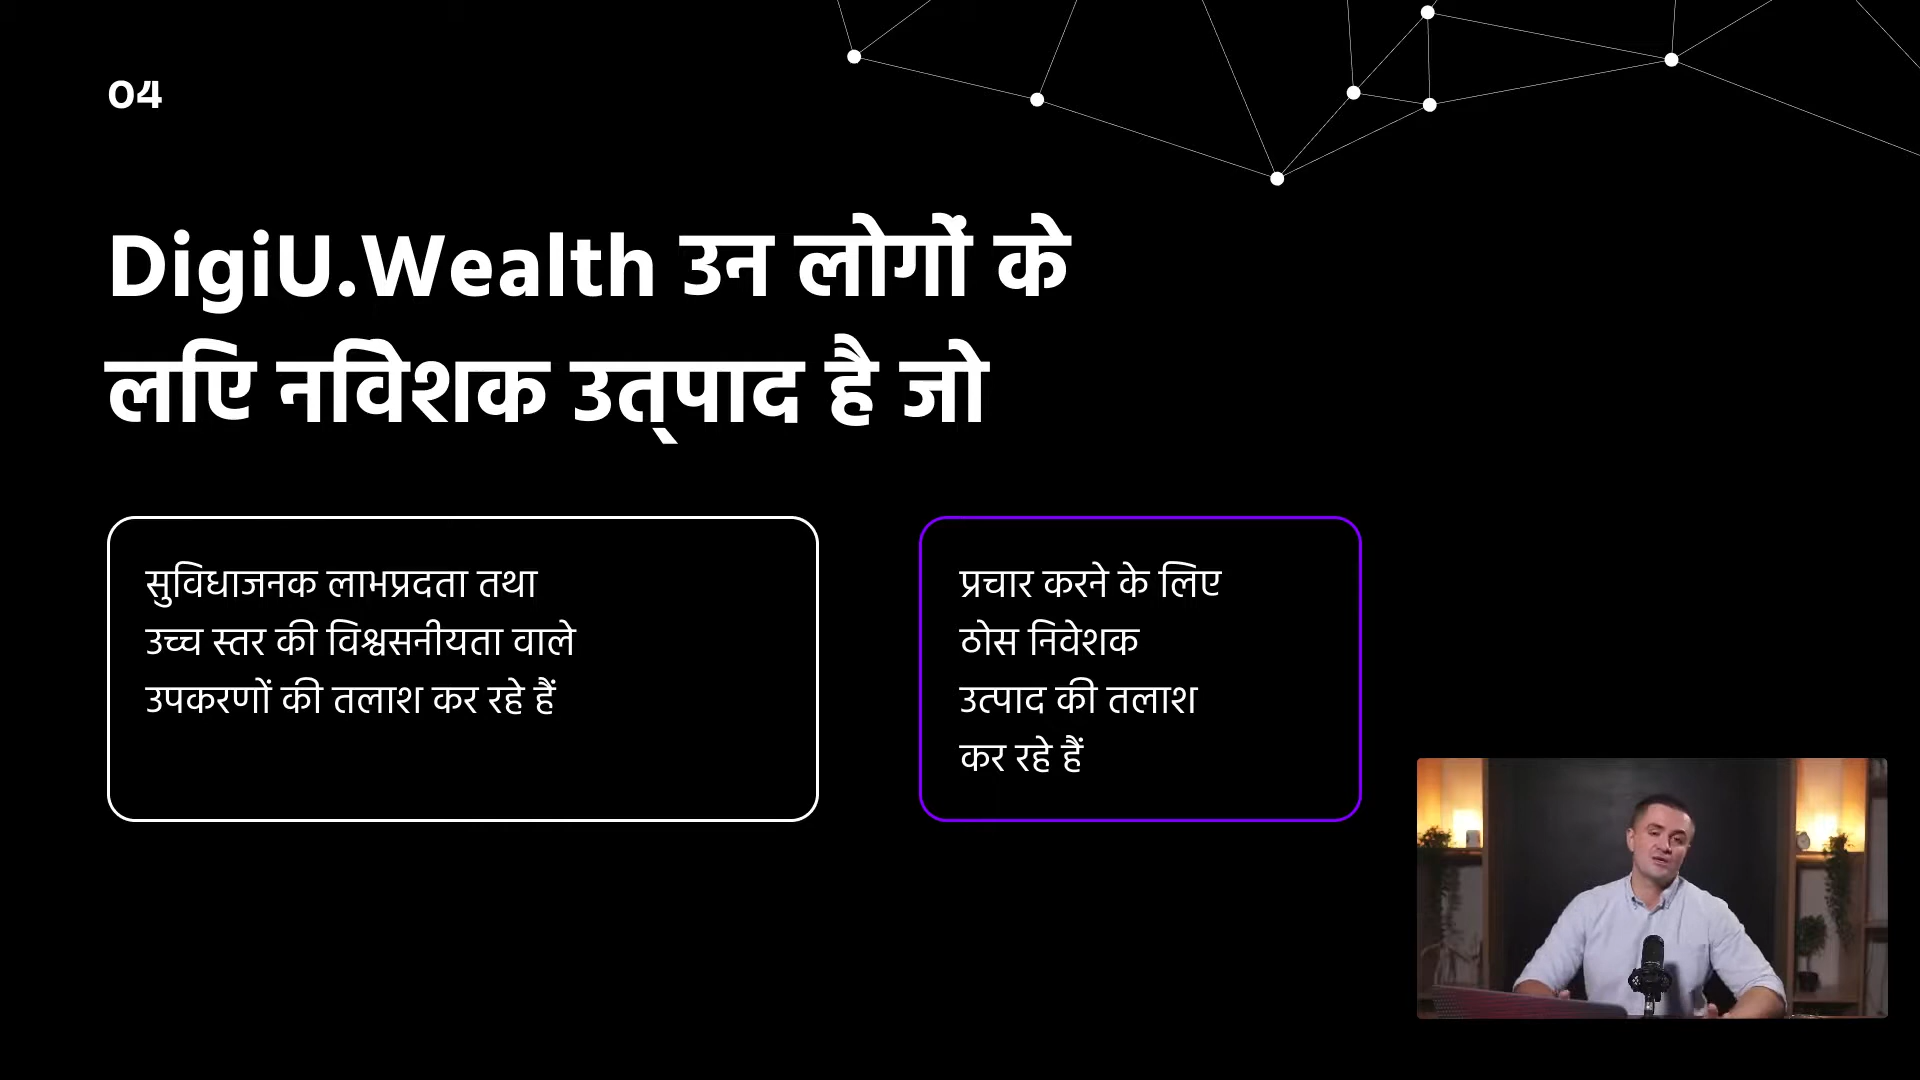 04
DigiU.Wealth उन लोगों के
लिए निवेशक उत्पाद है जो
सुविधाजनक लाभप्रदता तथा
उच्च स्तर की विश्वसनीयता वाले
उपकरणों की तलाश कर रहे हैं
प्रचार करने के लिए
ठोस निवेशक
उत्पाद की तलाश
कर रहे हैं